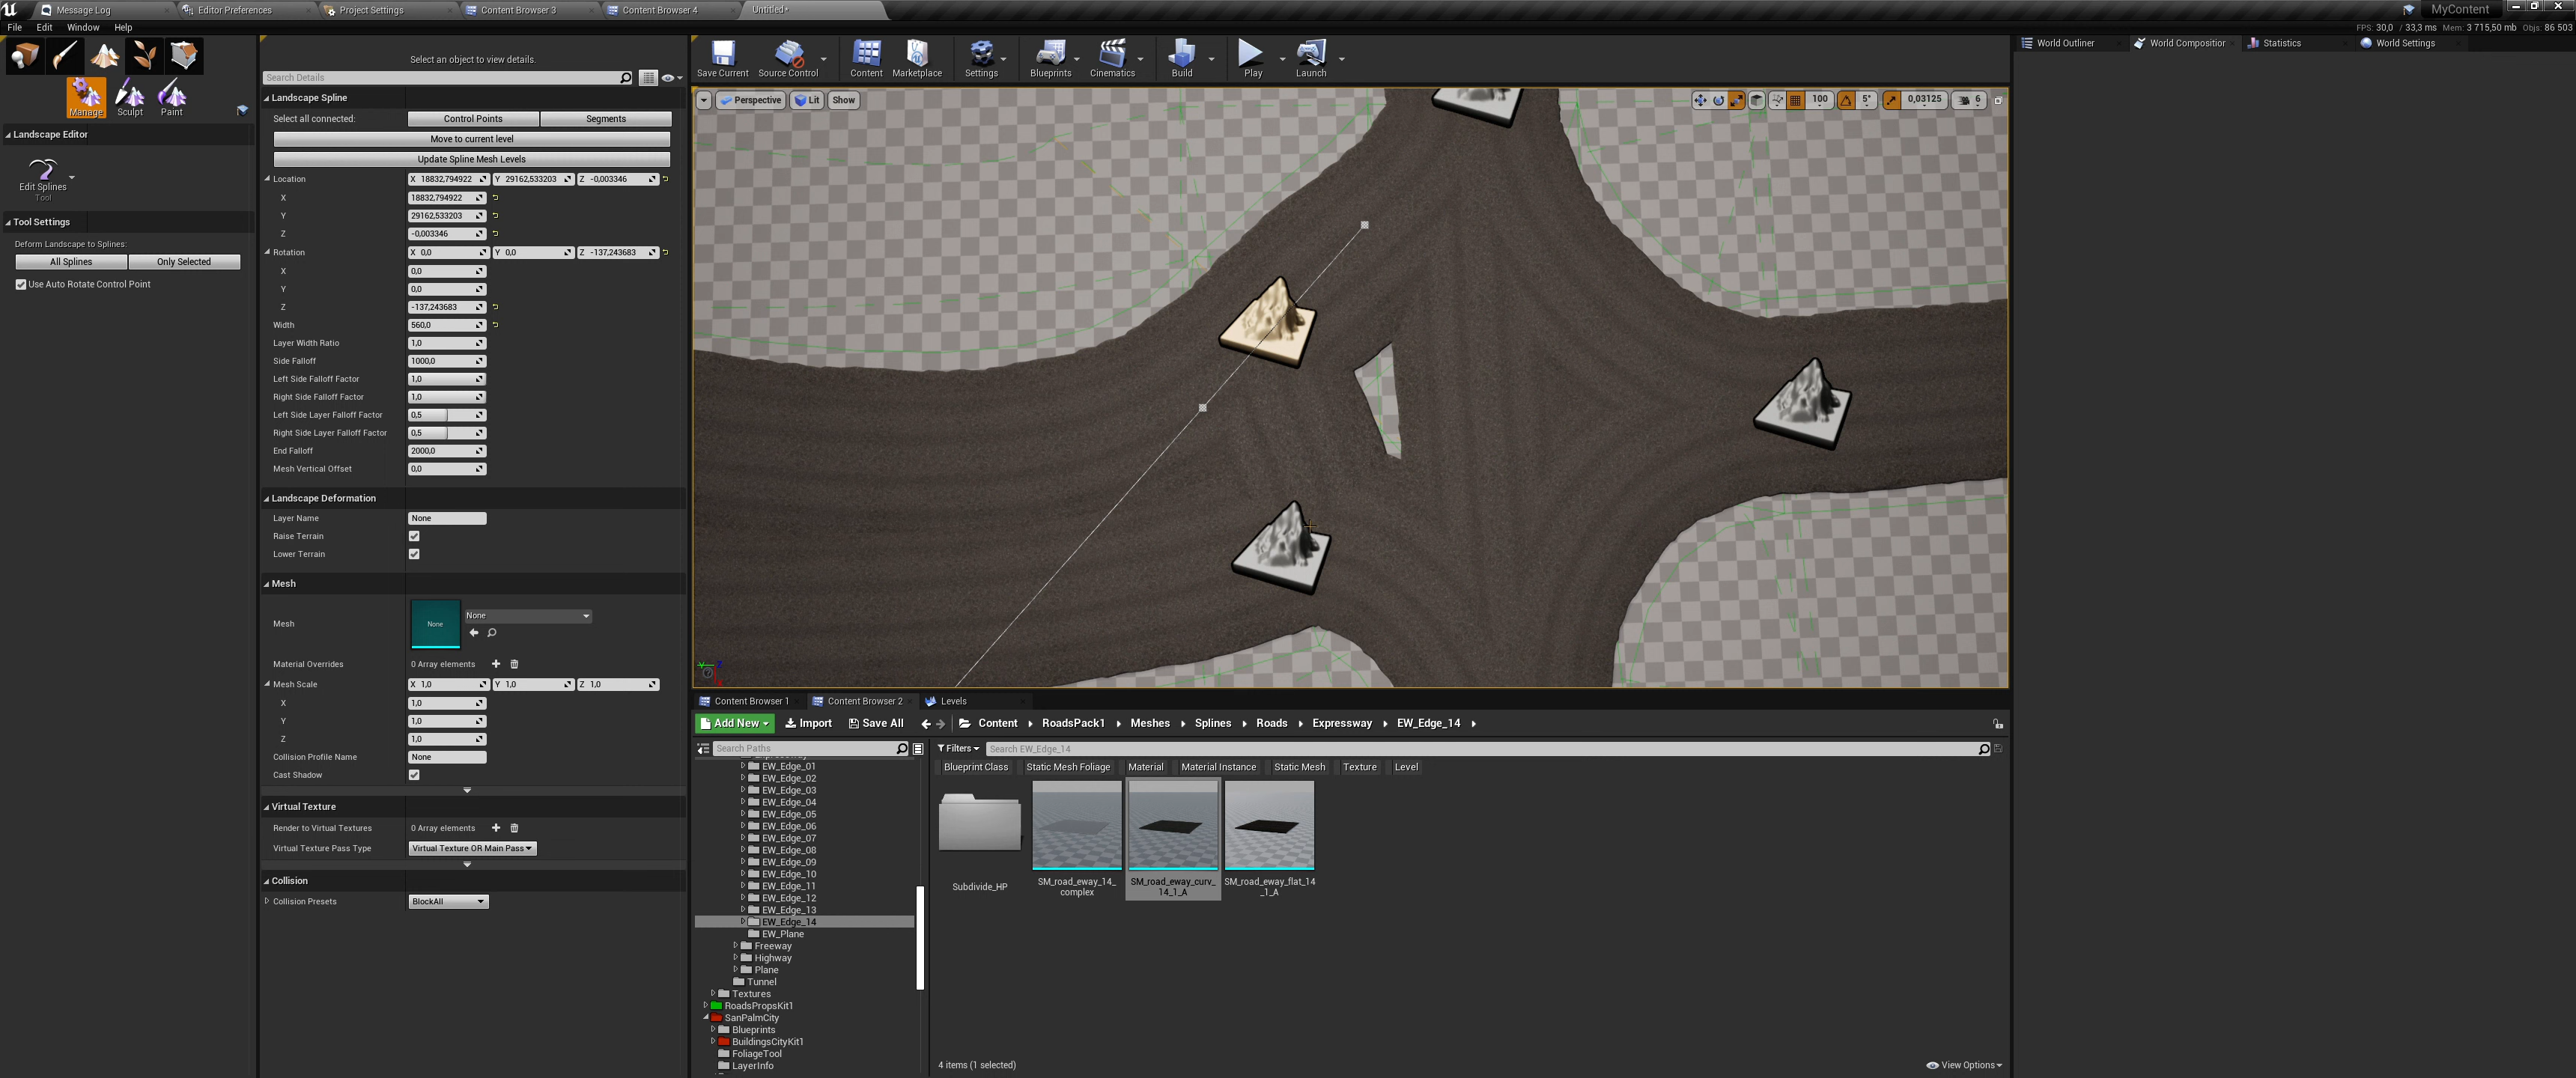 Message Log
Editor Preferences
Project Settings
Content Browser 3
Content Browser 4
Untitled*
MyContent
File Edit Window Help
FPS: 30,0 / 33,3 ms Mem: 3 715,50 mb Objs: 86 503
Manage Sculpt Paint
Landscape Editor
Edit Splines
Tool
Tool Settings
Deform Landscape to Splines:
All Splines Only Selected
Use Auto Rotate Control Point
Select an object to view details.
Search Details
Landscape Spline
Select all connected: Control Points Segments
Move to current level
Update Spline Mesh Levels
Location X 18832,794922 Y 29162,533203 Z -0,003346
X 18832,794922
Y 29162,533203
Z -0,003346
Rotation X 0,0 Y 0,0 Z -137,243683
X 0,0
Y 0,0
Z -137,243683
Width 560,0
Layer Width Ratio 1,0
Side Falloff 1000,0
Left Side Falloff Factor 1,0
Right Side Falloff Factor 1,0
Left Side Layer Falloff Factor 0,5
Right Side Layer Falloff Factor 0,5
End Falloff 2000,0
Mesh Vertical Offset 0,0
Landscape Deformation
Layer Name None
Raise Terrain
Lower Terrain
Mesh
Mesh None None
Material Overrides 0 Array elements
Mesh Scale X 1,0 Y 1,0 Z 1,0
X 1,0
Y 1,0
Z 1,0
Collision Profile Name None
Cast Shadow
Virtual Texture
Render to Virtual Textures 0 Array elements
Virtual Texture Pass Type Virtual Texture OR Main Pass
Collision
Collision Presets BlockAll
Save Current Source Control Content Marketplace Settings Blueprints Cinematics Build Play Launch
Perspective Lit Show
100 5° 0,03125 6
World Outliner World Composition Statistics World Settings
Content Browser 1 Content Browser 2 Levels
Add New Import Save All Content RoadsPack1 Meshes Splines Roads Expressway EW_Edge_14
Search Paths
Filters Search EW_Edge_14
Blueprint Class Static Mesh Foliage Material Material Instance Static Mesh Texture Level
EW_Edge_01
EW_Edge_02
EW_Edge_03
EW_Edge_04
EW_Edge_05
EW_Edge_06
EW_Edge_07
EW_Edge_08
EW_Edge_09
EW_Edge_10
EW_Edge_11
EW_Edge_12
EW_Edge_13
EW_Edge_14
EW_Plane
Freeway
Highway
Plane
Tunnel
Textures
RoadsPropsKit1
SanPalmCity
Blueprints
BuildingsCityKit1
FoliageTool
LayerInfo
Subdivide_HP
SM_road_eway_14_
complex
SM_road_eway_curv_
14_1_A
SM_road_eway_flat_14
_1_A
4 items (1 selected)
View Options